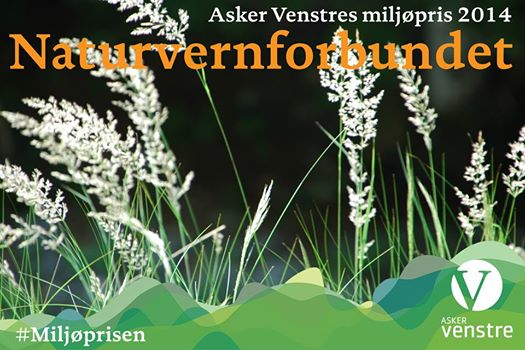 Asker Venstres miljøpris 2014
Naturvernforbundet
V
ASKER
venstre
#Miljøprisen